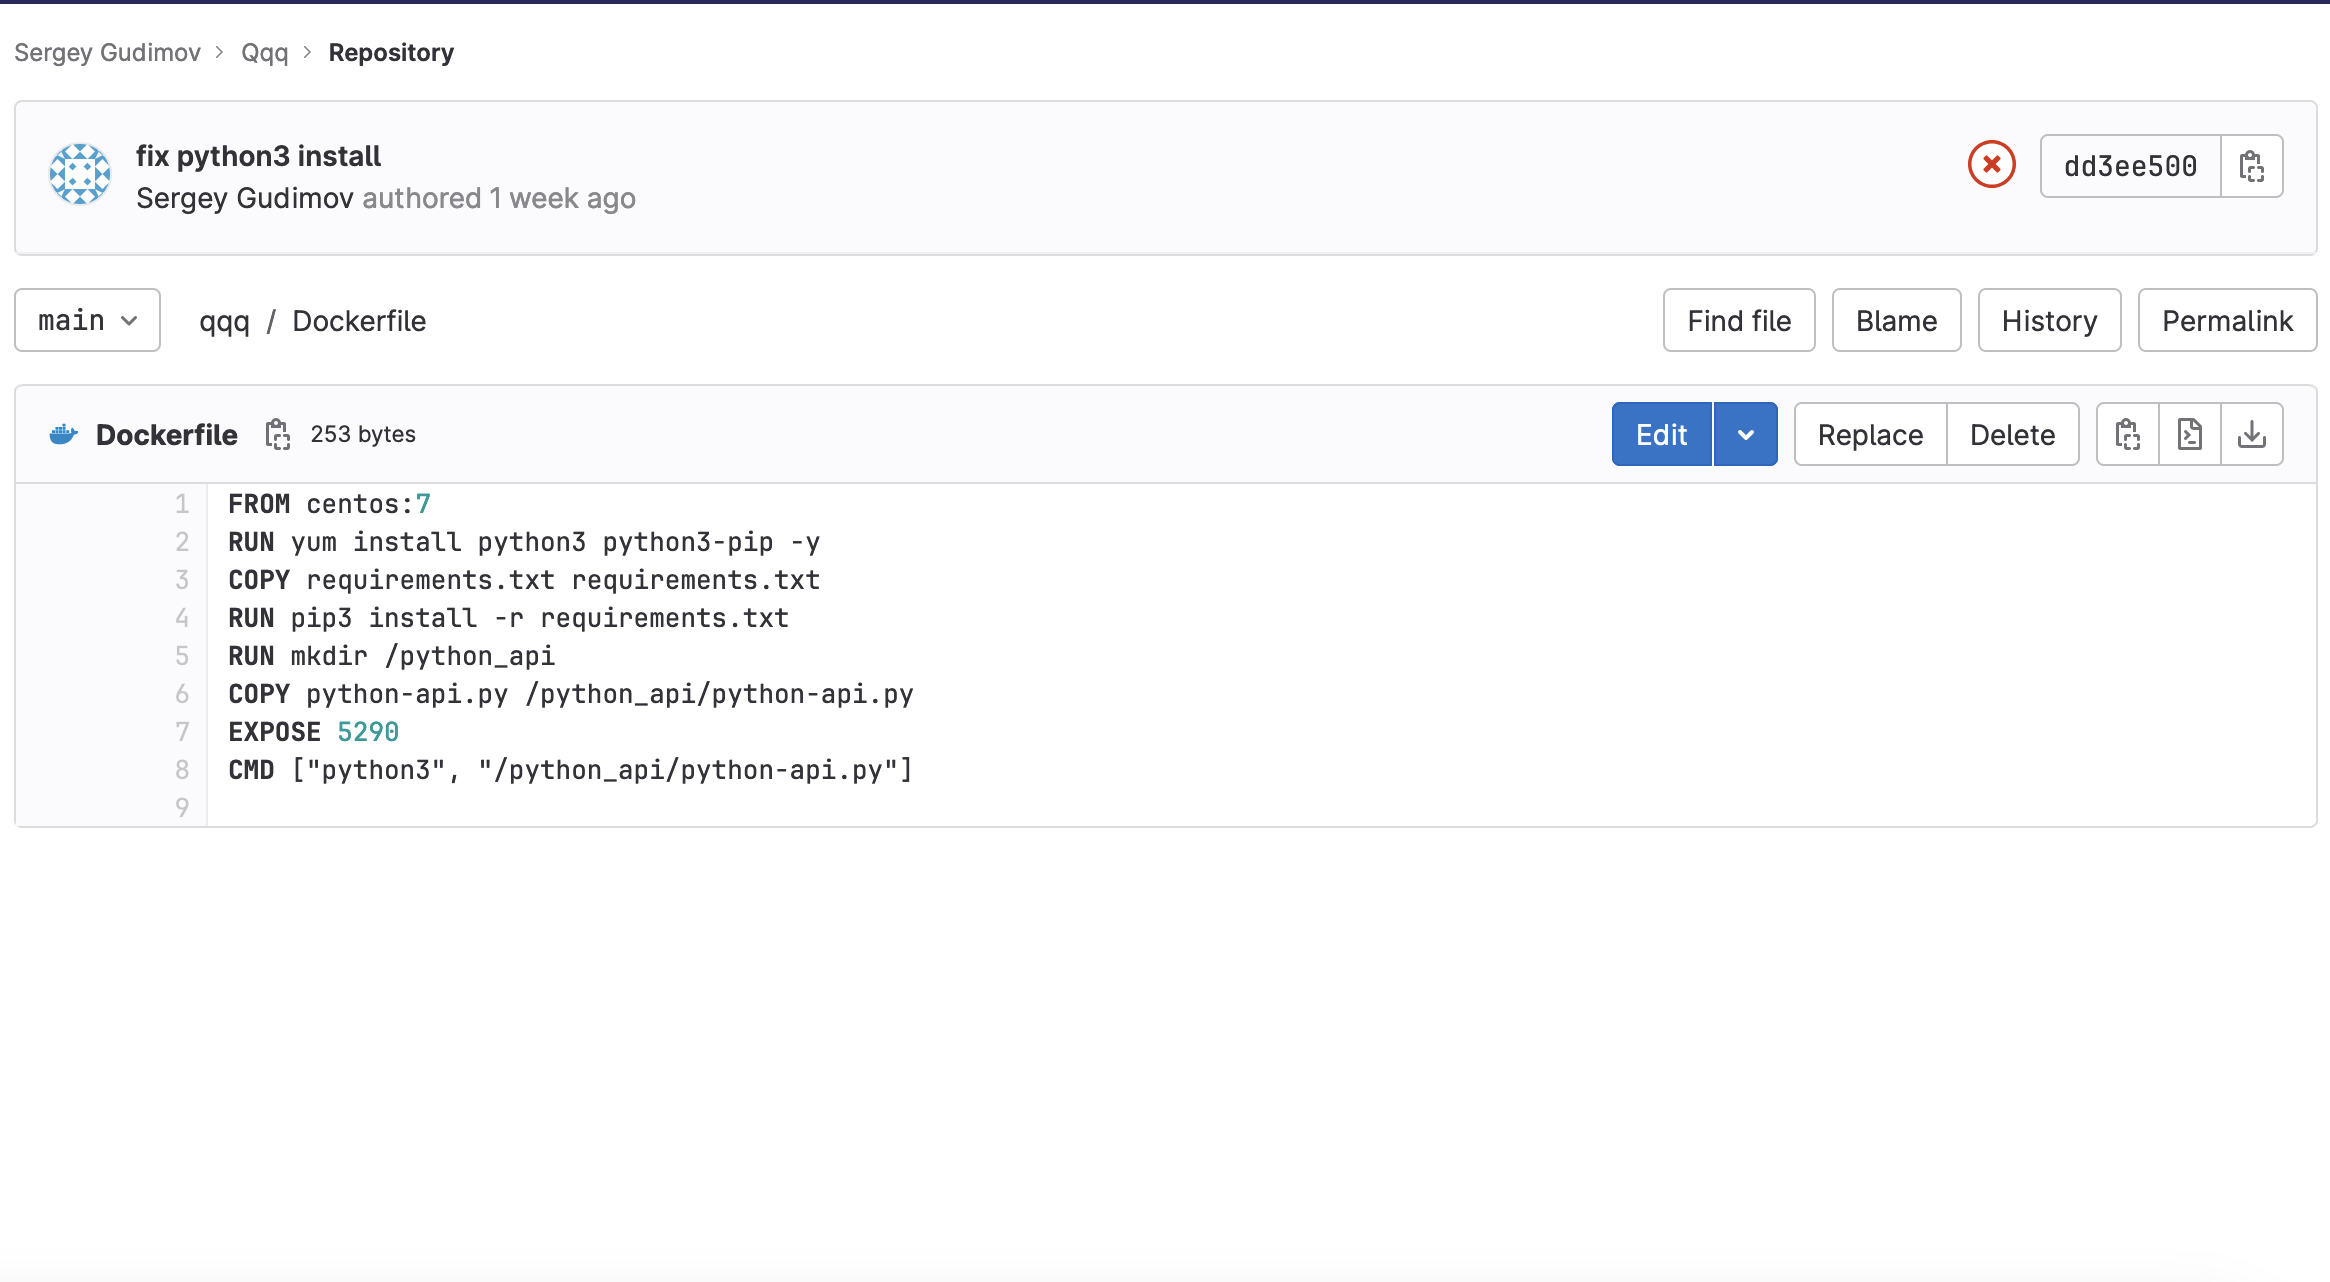 Sergey Gudimov > Qqq > Repository
fix python3 install
Sergey Gudimov authored 1 week ago
dd3ee500
main
qqq / Dockerfile
Find file
Blame
History
Permalink
Dockerfile
253 bytes
Edit
Replace
Delete
1 FROM centos:7
2 RUN yum install python3 python3-pip -y
3 COPY requirements.txt requirements.txt
4 RUN pip3 install -r requirements.txt
5 RUN mkdir /python_api
6 COPY python-api.py /python_api/python-api.py
7 EXPOSE 5290
8 CMD ["python3", "/python_api/python-api.py"]
9